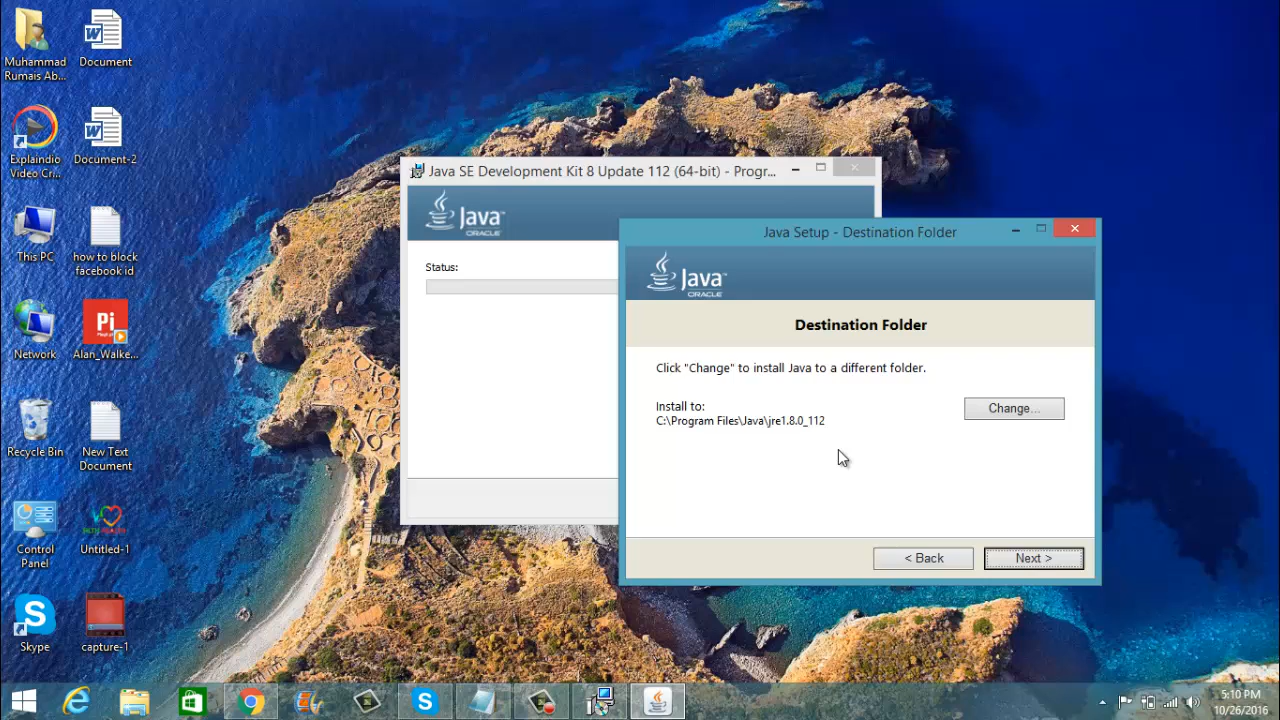 Muhammad
Rumais Ab...
Document
Explaindio
Video Cr...
Document-2
This PC
how to block
facebook id
Network
Pi
Alan_Walke...
Recycle Bin
New Text
Document
Control
Panel
Untitled-1
Skype
capture-1
Java SE Development Kit 8 Update 112 (64-bit) - Progr...
Java
ORACLE
Status:
Java Setup - Destination Folder
Java
ORACLE
Destination Folder
Click "Change" to install Java to a different folder.
Install to:
C:\Program Files\Java\jre1.8.0_112
Change...
< Back
Next >
5:10 PM
10/26/2016